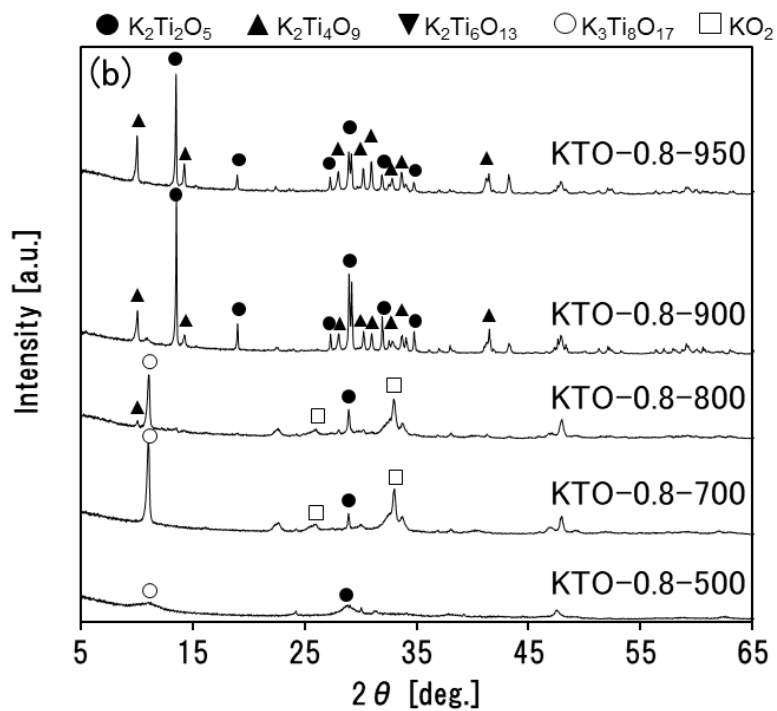 ● K₂Ti₂O₅ ▲ K₂Ti₄O₉ ▼ K₂Ti₆O₁₃ ○ K₃Ti₈O₁₇ □ KO₂
(b)
KTO-0.8-950
KTO-0.8-900
KTO-0.8-800
KTO-0.8-700
KTO-0.8-500
Intensity [a.u.]
5 15 25 35 45 55 65
2θ [deg.]